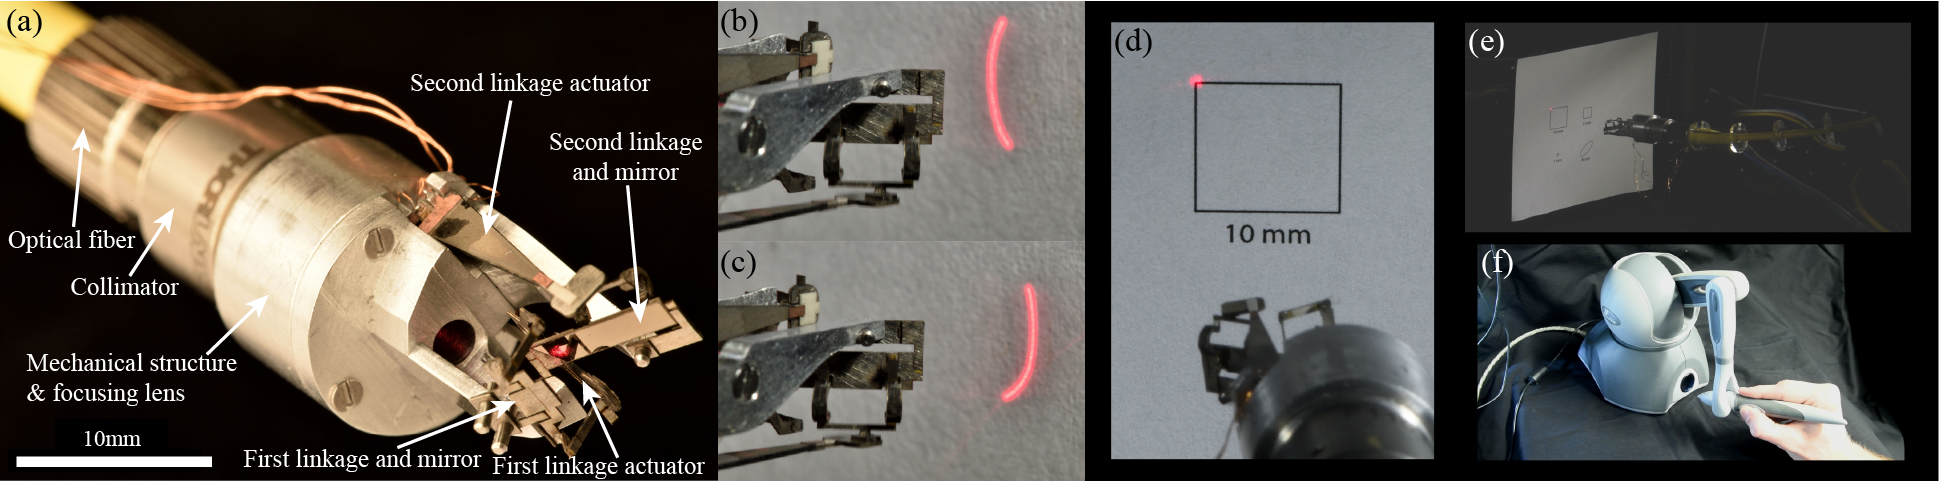 (a)
Second linkage actuator
Second linkage
and mirror
THORLABS
Optical fiber
Collimator
Mechanical structure
& focusing lens
10mm
First linkage and mirror
First linkage actuator
(b)
(c)
(d)
10 mm
(e)
(f)